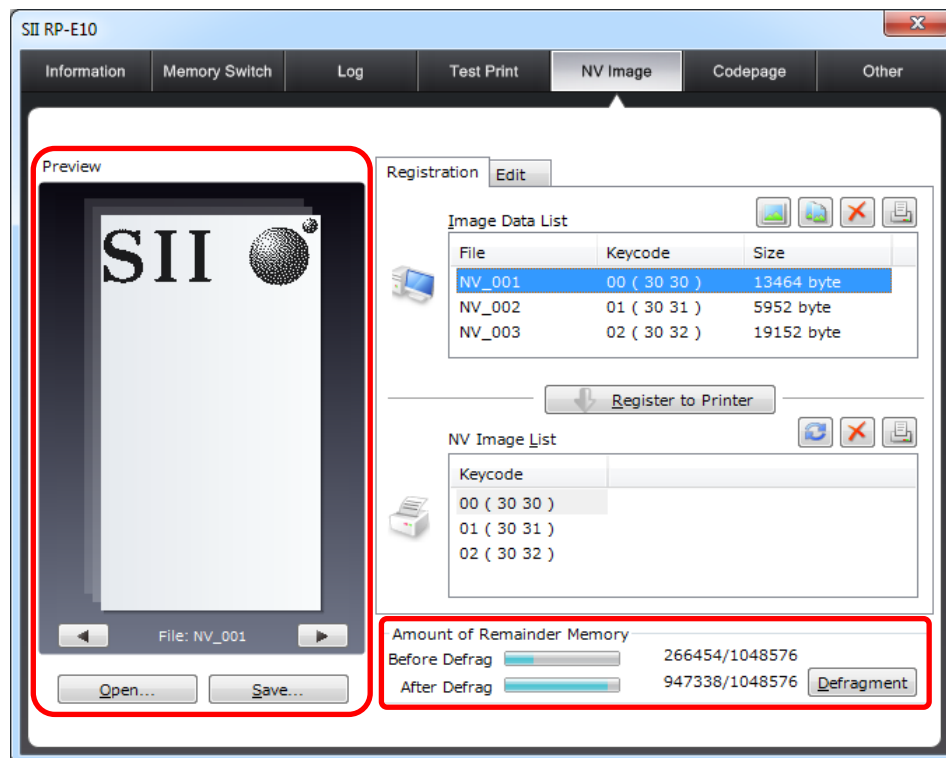 SII RP-E10
Information Memory Switch Log Test Print NV Image Codepage Other
Preview
SII
File: NV_001
Open... Save...
Registration Edit
Image Data List
File Keycode Size
NV_001 00 ( 30 30 ) 13464 byte
NV_002 01 ( 30 31 ) 5952 byte
NV_003 02 ( 30 32 ) 19152 byte
Register to Printer
NV Image List
Keycode
00 ( 30 30 )
01 ( 30 31 )
02 ( 30 32 )
Amount of Remainder Memory
Before Defrag 266454/1048576
After Defrag 947338/1048576 Defragment